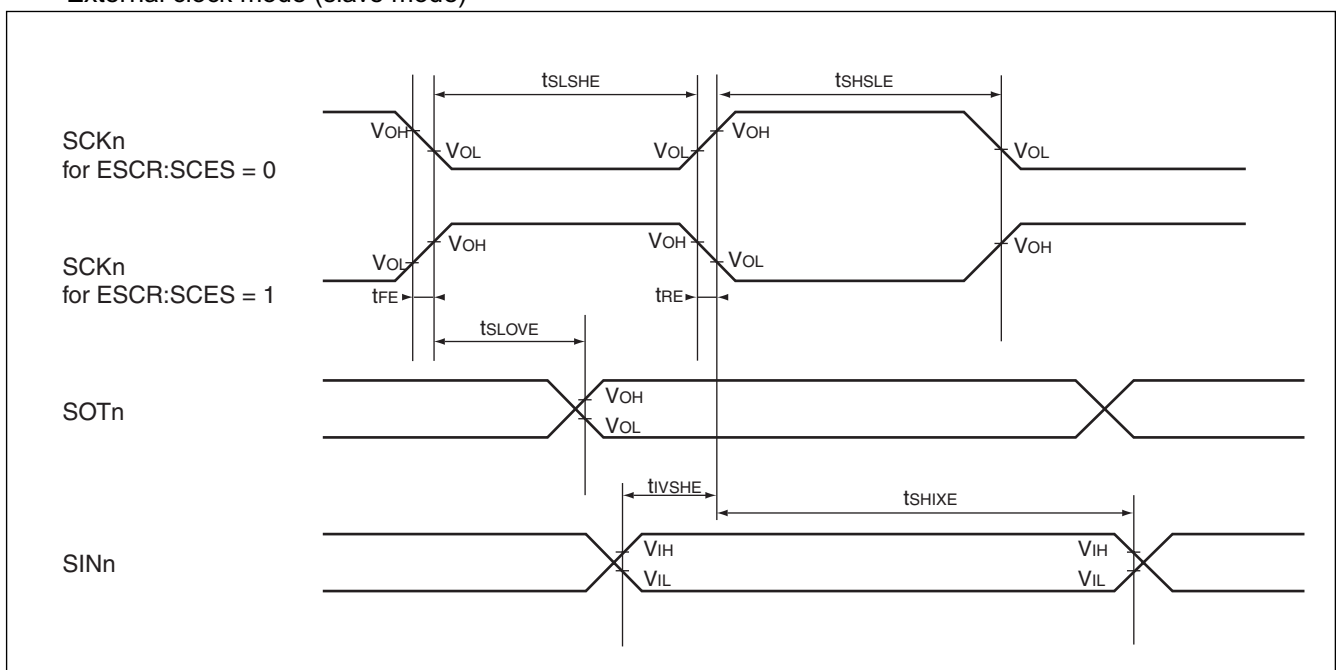 External clock mode (slave mode)
tSLSHE
tSHSLE
SCKn
for ESCR:SCES = 0
VOH
VOL
VOL
VOH
VOL
SCKn
for ESCR:SCES = 1
VOL
VOH
VOH
VOL
VOH
tFE
tRE
tSLOVE
SOTn
VOH
VOL
tIVSHE
tSHIXE
SINn
VIH
VIL
VIH
VIL